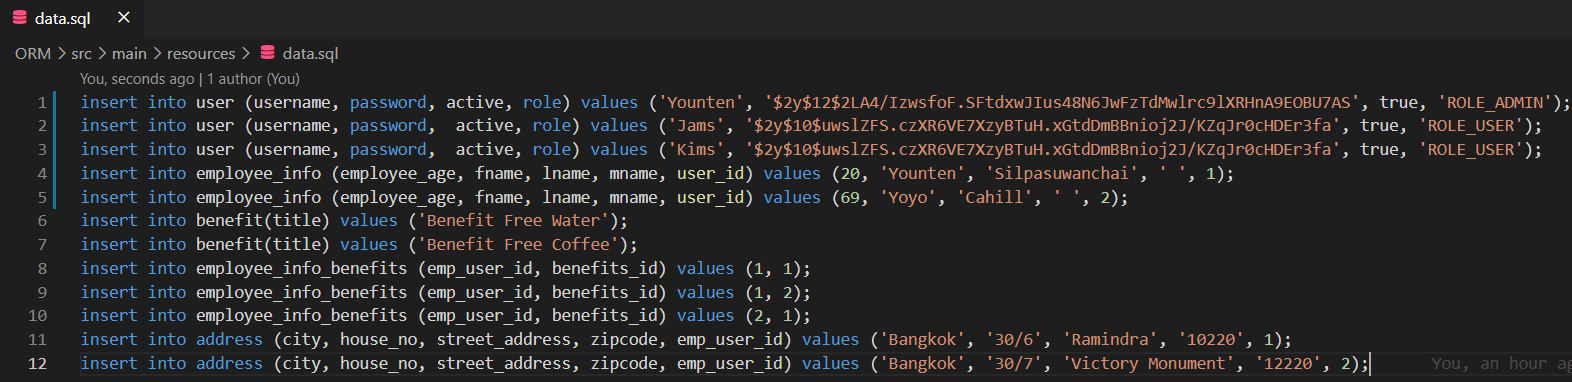 data.sql ×
ORM > src > main > resources > data.sql
You, seconds ago | 1 author (You)
1 insert into user (username, password, active, role) values ('Younten', '$2y$12$2LA4/IzwsfoF.SFtdxwJIus48N6JwFzTdMwlrc9lXRHnA9EOBU7AS', true, 'ROLE_ADMIN');
2 insert into user (username, password,  active, role) values ('Jams', '$2y$10$uwslZFS.czXR6VE7XzyBTuH.xGtdDmBBnioj2J/KZqJr0cHDEr3fa', true, 'ROLE_USER');
3 insert into user (username, password,  active, role) values ('Kims', '$2y$10$uwslZFS.czXR6VE7XzyBTuH.xGtdDmBBnioj2J/KZqJr0cHDEr3fa', true, 'ROLE_USER');
4 insert into employee_info (employee_age, fname, lname, mname, user_id) values (20, 'Younten', 'Silpasuwanchai', ' ', 1);
5 insert into employee_info (employee_age, fname, lname, mname, user_id) values (69, 'Yoyo', 'Cahill', ' ', 2);
6 insert into benefit(title) values ('Benefit Free Water');
7 insert into benefit(title) values ('Benefit Free Coffee');
8 insert into employee_info_benefits (emp_user_id, benefits_id) values (1, 1);
9 insert into employee_info_benefits (emp_user_id, benefits_id) values (1, 2);
10 insert into employee_info_benefits (emp_user_id, benefits_id) values (2, 1);
11 insert into address (city, house_no, street_address, zipcode, emp_user_id) values ('Bangkok', '30/6', 'Ramindra', '10220', 1);
12 insert into address (city, house_no, street_address, zipcode, emp_user_id) values ('Bangkok', '30/7', 'Victory Monument', '12220', 2); You, an hour ag